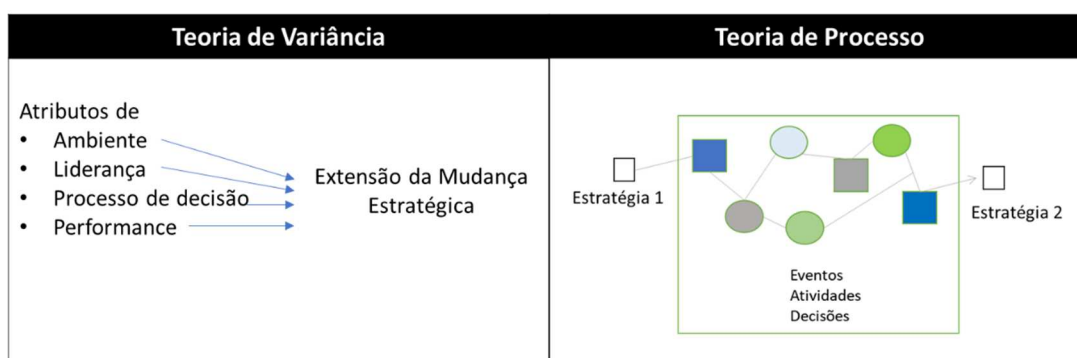 Teoria de Variância
Atributos de
• Ambiente
• Liderança
• Processo de decisão
• Performance
Extensão da Mudança
Estratégica
Teoria de Processo
Estratégia 1
Estratégia 2
Eventos
Atividades
Decisões